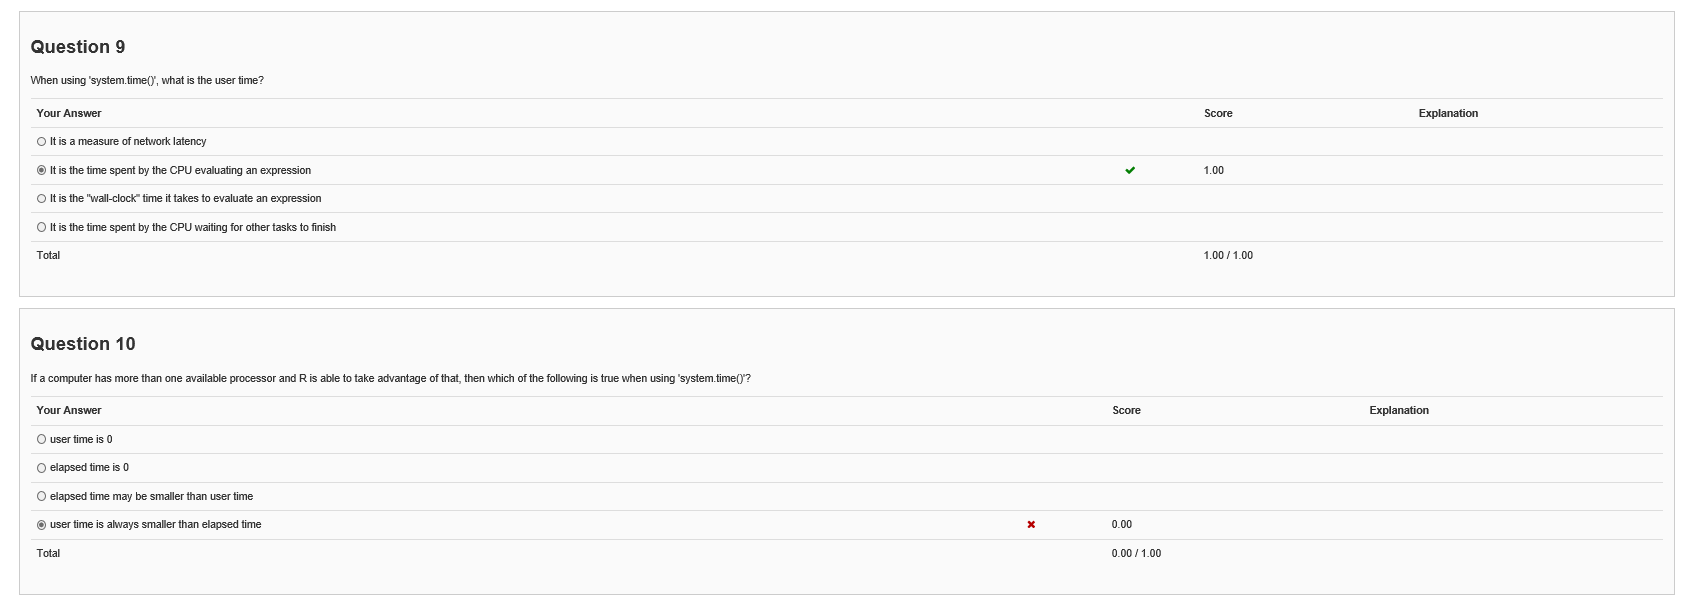 Question 9
When using 'system.time()', what is the user time?
Your Answer Score Explanation
It is a measure of network latency
It is the time spent by the CPU evaluating an expression 1.00
It is the "wall-clock" time it takes to evaluate an expression
It is the time spent by the CPU waiting for other tasks to finish
Total 1.00 / 1.00
Question 10
If a computer has more than one available processor and R is able to take advantage of that, then which of the following is true when using 'system.time()'?
Your Answer Score Explanation
user time is 0
elapsed time is 0
elapsed time may be smaller than user time
user time is always smaller than elapsed time 0.00
Total 0.00 / 1.00